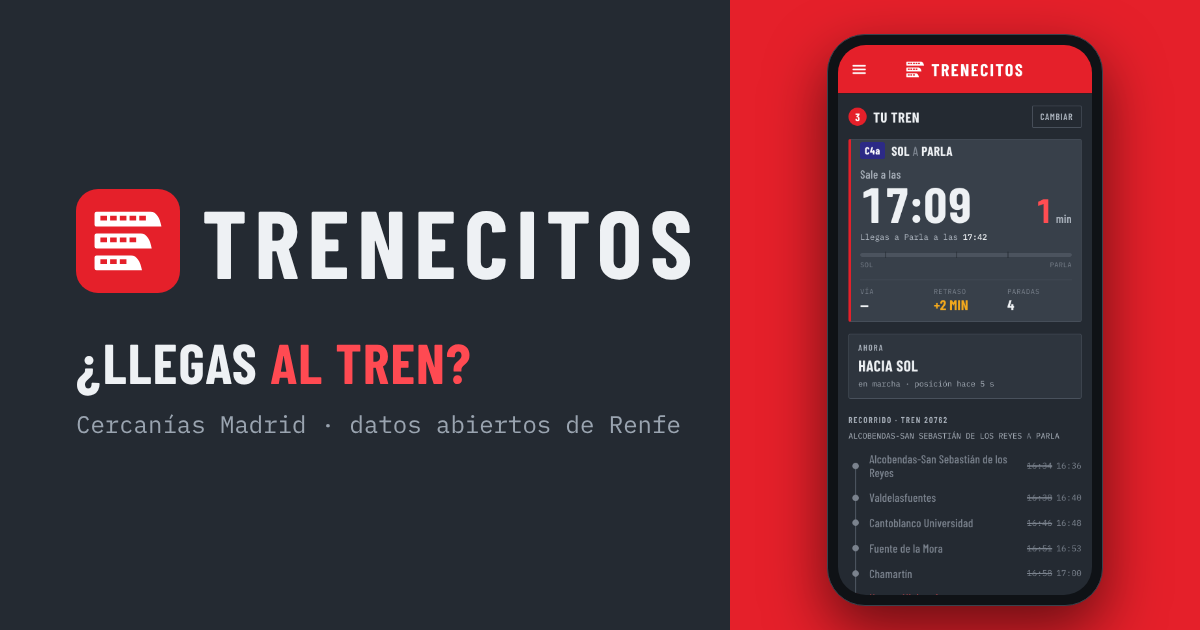 TRENECITOS
¿LLEGAS AL TREN?
Cercanías Madrid · datos abiertos de Renfe
TRENECITOS
3 TU TREN CAMBIAR
C4a SOL A PARLA
Sale a las
17:09 1 min
Llegas a Parla a las 17:42
SOL PARLA
VIA RETRASO PARADAS
— +2 MIN 4
AHORA
HACIA SOL
en marcha · posición hace 5 s
RECORRIDO · TREN 20762
ALCOBENDAS-SAN SEBASTIÁN DE LOS REYES A PARLA
Alcobendas-San Sebastián de los Reyes 16:34 16:36
Valdelasfuentes 16:38 16:40
Cantoblanco Universidad 16:46 16:48
Fuente de la Mora 16:51 16:53
Chamartín 16:58 17:00